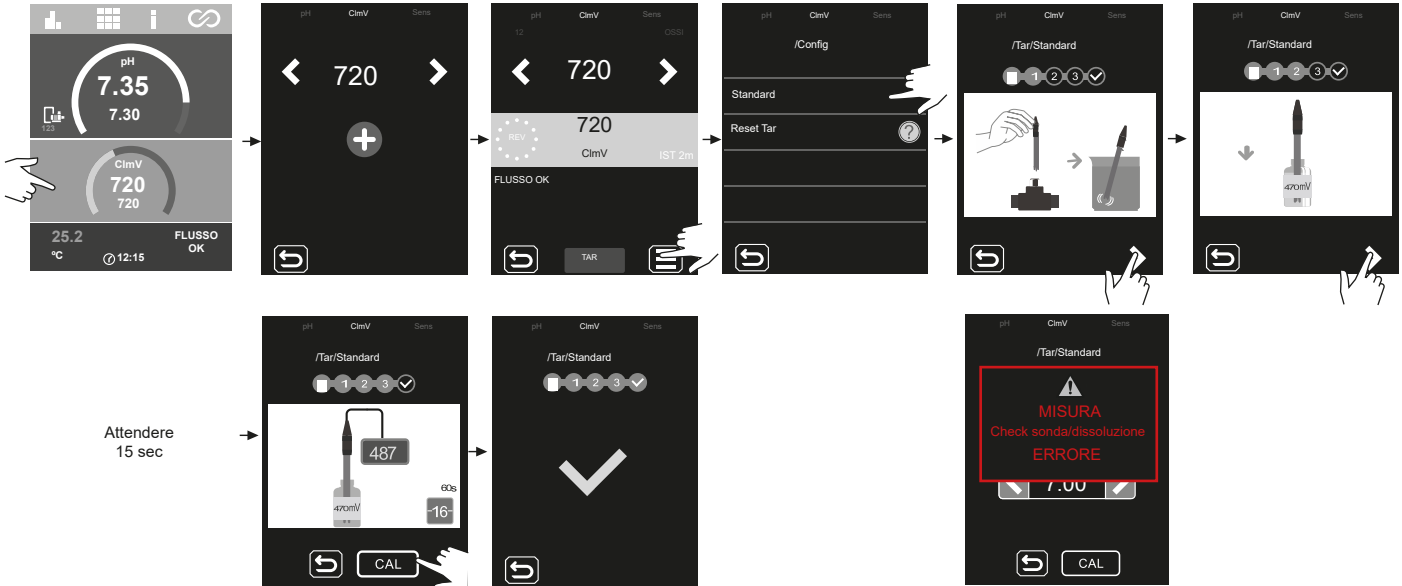 pH
7.35
7.30
123
ClmV
720
720
25.2
ºC
12:15
FLUSSO
OK
pH ClmV Sens
720
pH ClmV Sens
12 OSSI
720
REV
720
ClmV
IST 2m
FLUSSO OK
TAR
pH ClmV Sens
/Config
Standard
Reset Tar
?
pH ClmV Sens
/Tar/Standard
1 2 3
pH ClmV Sens
/Tar/Standard
1 2 3
470mV
Attendere
15 sec
pH ClmV Sens
/Tar/Standard
1 2 3
487
470mV
60s
-16-
CAL
pH ClmV Sens
/Tar/Standard
1 2 3
pH ClmV Sens
/Tar/Standard
MISURA
Check sonda/dissoluzione
ERRORE
7.00
CAL